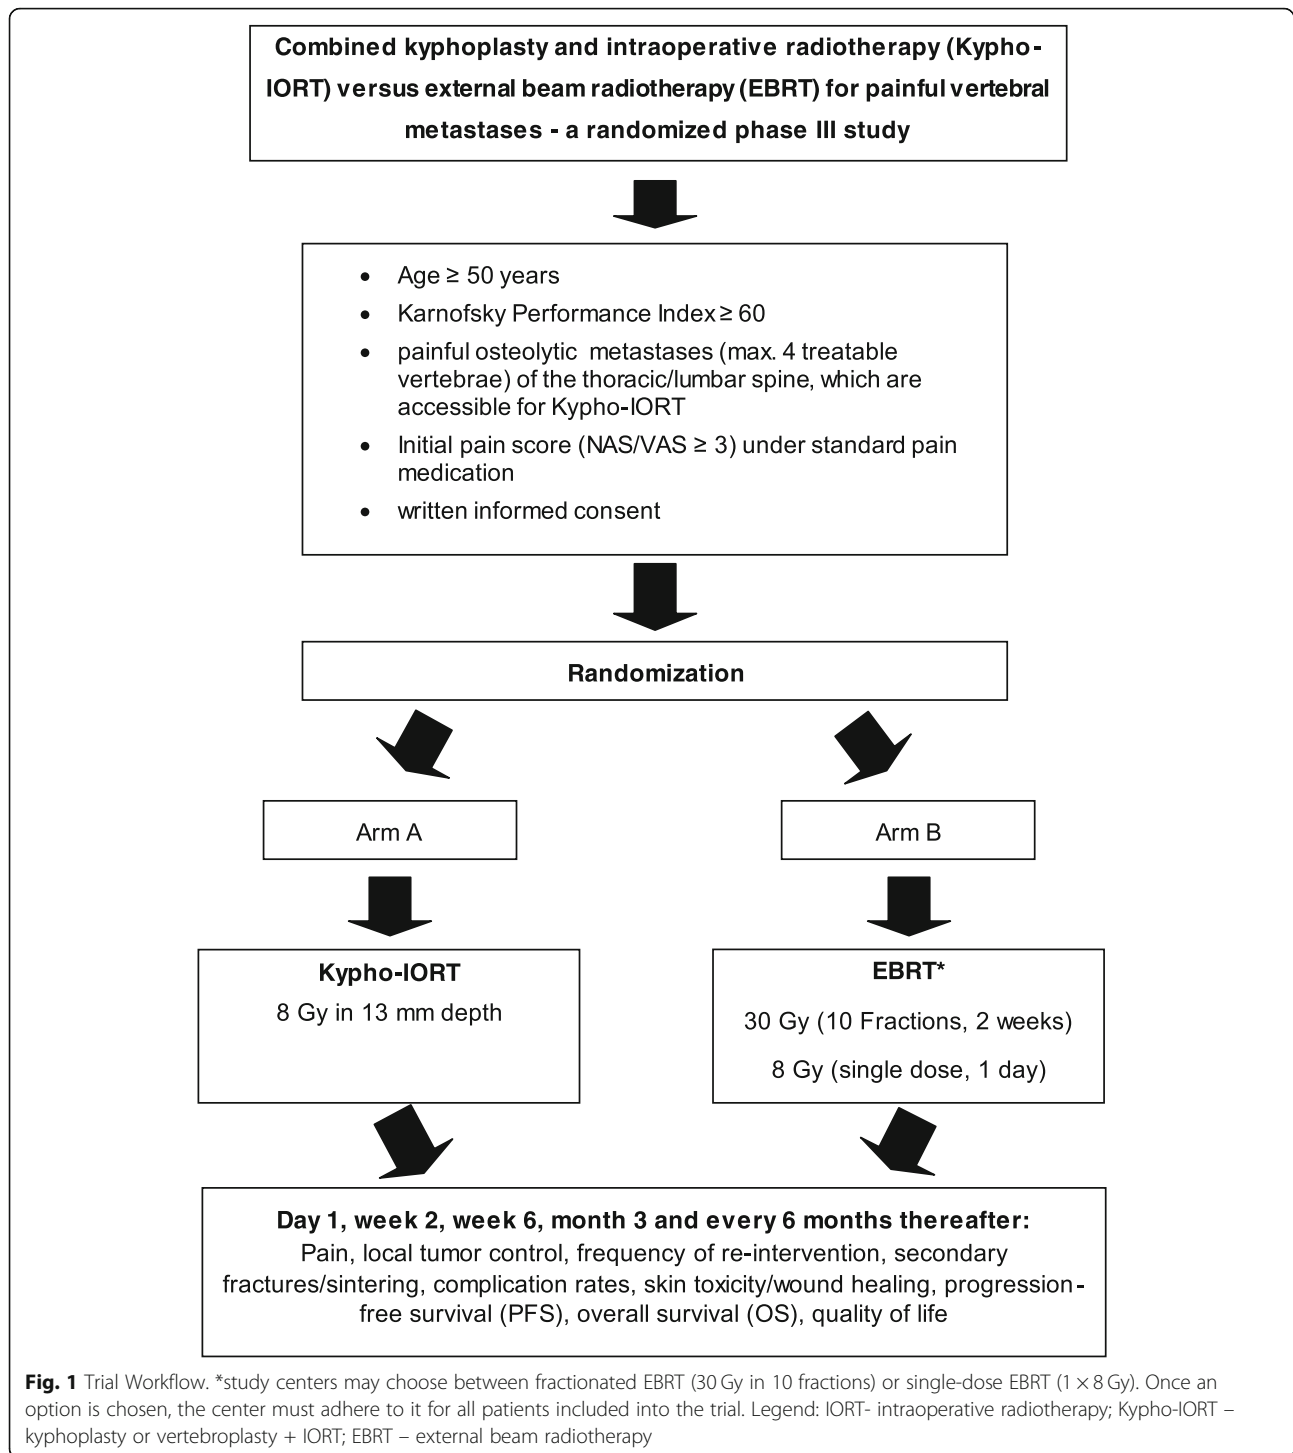 Combined kyphoplasty and intraoperative radiotherapy (Kypho-
IORT) versus external beam radiotherapy (EBRT) for painful vertebral
metastases - a randomized phase III study
• Age ≥ 50 years
• Karnofsky Performance Index ≥ 60
• painful osteolytic metastases (max. 4 treatable
vertebrae) of the thoracic/lumbar spine, which are
accessible for Kypho-IORT
• Initial pain score (NAS/VAS ≥ 3) under standard pain
medication
• written informed consent
Randomization
Arm A
Arm B
Kypho-IORT
8 Gy in 13 mm depth
EBRT*
30 Gy (10 Fractions, 2 weeks)
8 Gy (single dose, 1 day)
Day 1, week 2, week 6, month 3 and every 6 months thereafter:
Pain, local tumor control, frequency of re-intervention, secondary
fractures/sintering, complication rates, skin toxicity/wound healing, progression-
free survival (PFS), overall survival (OS), quality of life
Fig. 1 Trial Workflow. *study centers may choose between fractionated EBRT (30 Gy in 10 fractions) or single-dose EBRT (1 × 8 Gy). Once an
option is chosen, the center must adhere to it for all patients included into the trial. Legend: IORT- intraoperative radiotherapy; Kypho-IORT –
kyphoplasty or vertebroplasty + IORT; EBRT – external beam radiotherapy